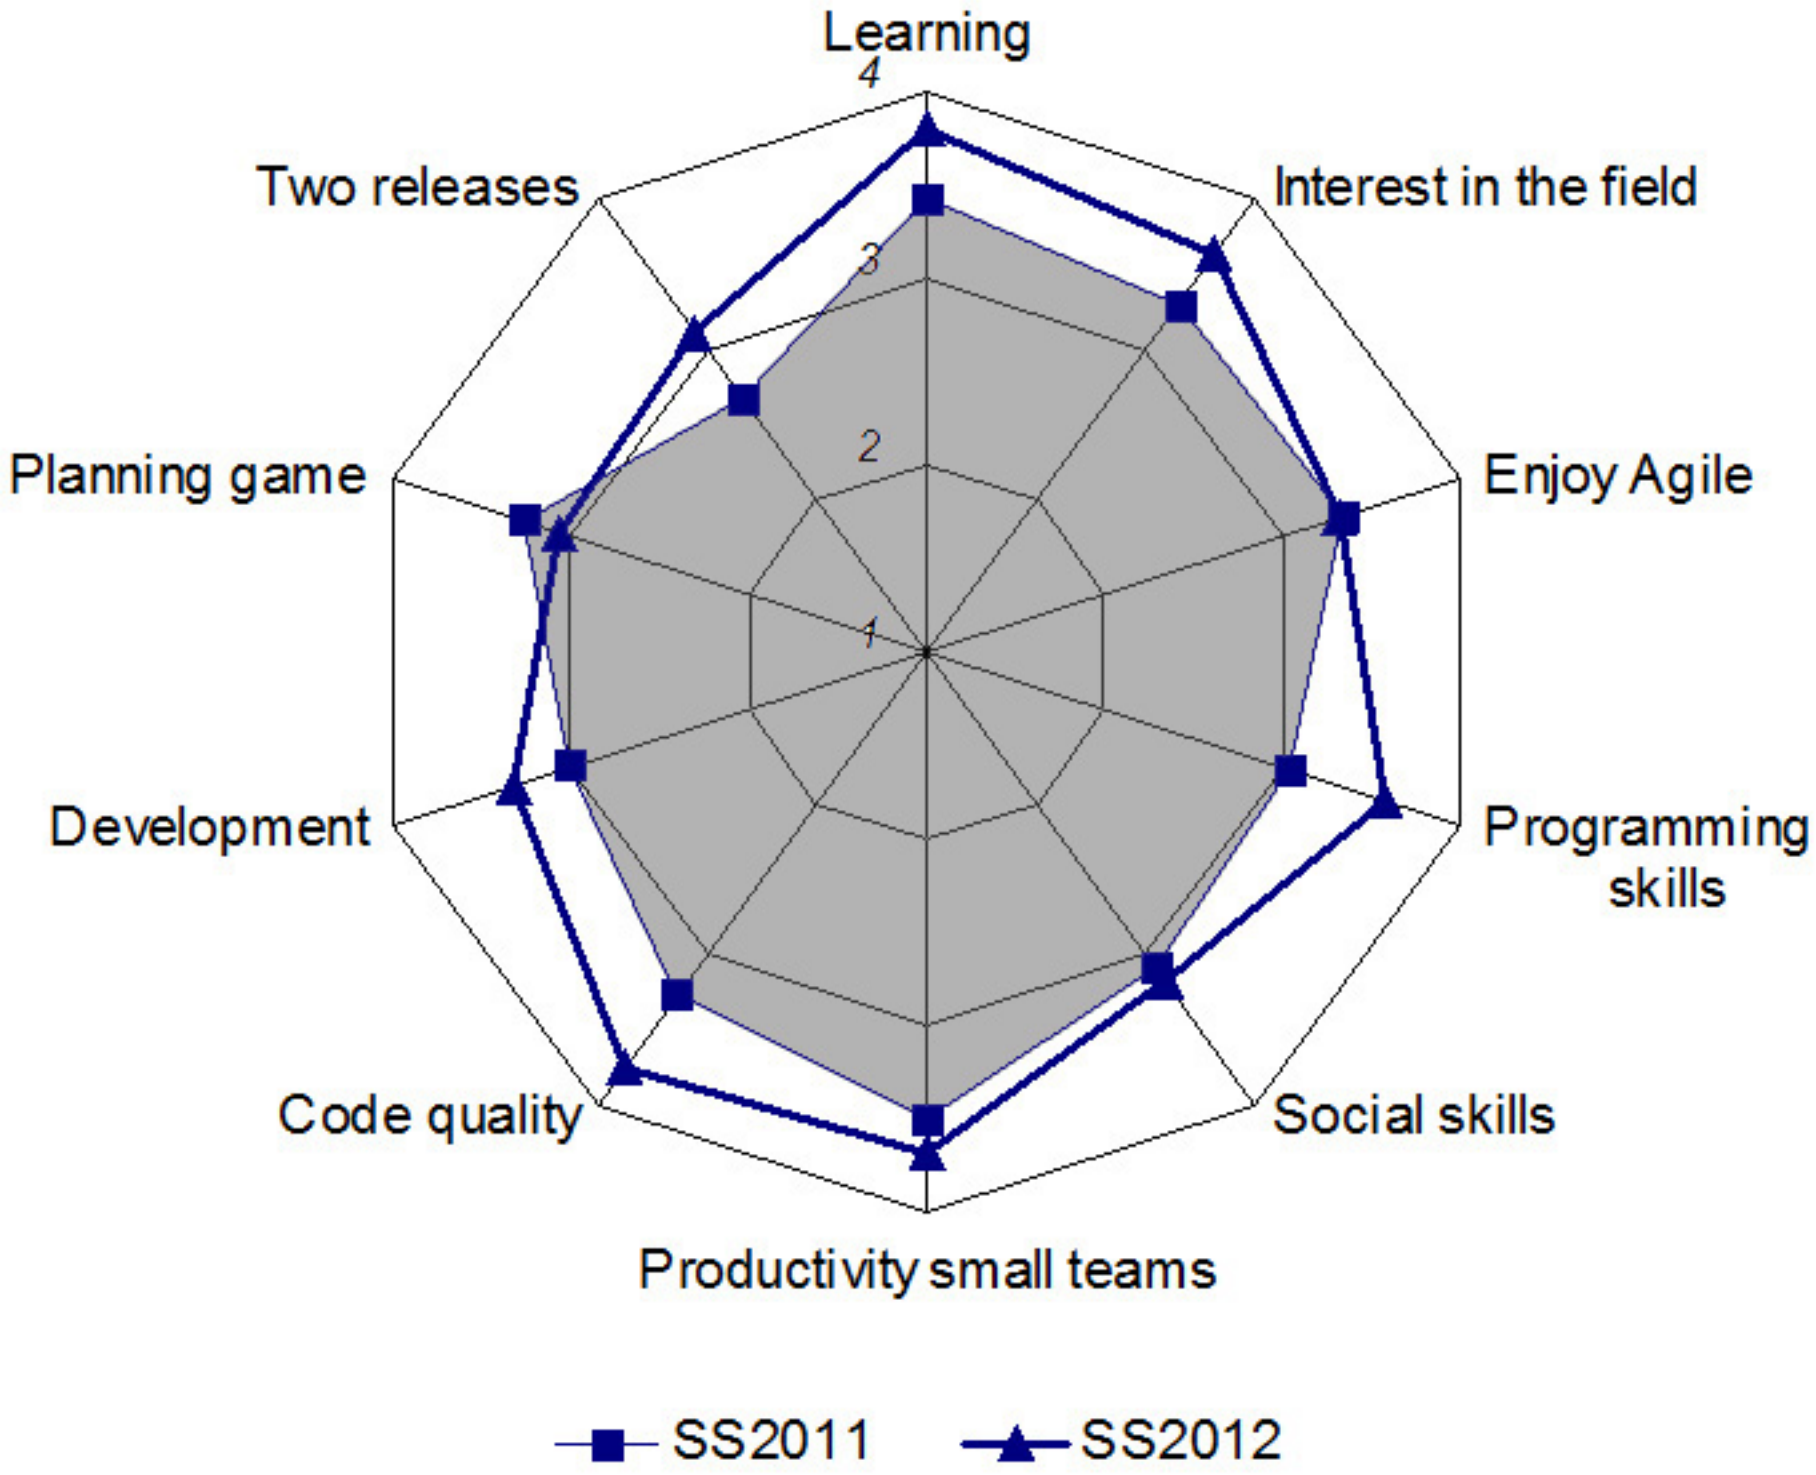 Learning
4
Two releases
Interest in the field
3
2
Planning game
Enjoy Agile
1
Development
Programming
skills
Code quality
Social skills
Productivity small teams
SS2011
SS2012